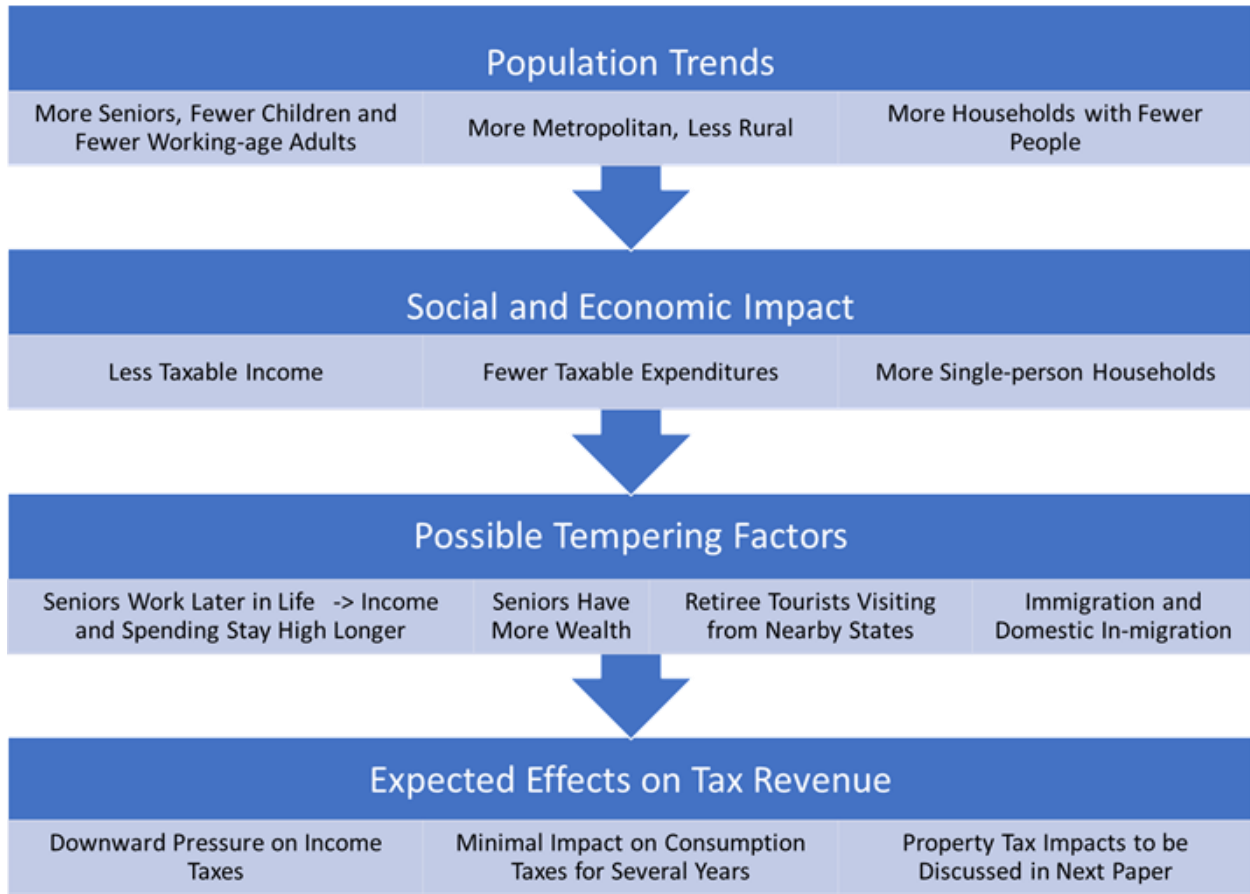 Population Trends
More Seniors, Fewer Children and
Fewer Working-age Adults
More Metropolitan, Less Rural
More Households with Fewer
People
Social and Economic Impact
Less Taxable Income
Fewer Taxable Expenditures
More Single-person Households
Possible Tempering Factors
Seniors Work Later in Life -> Income
and Spending Stay High Longer
Seniors Have
More Wealth
Retiree Tourists Visiting
from Nearby States
Immigration and
Domestic In-migration
Expected Effects on Tax Revenue
Downward Pressure on Income
Taxes
Minimal Impact on Consumption
Taxes for Several Years
Property Tax Impacts to be
Discussed in Next Paper